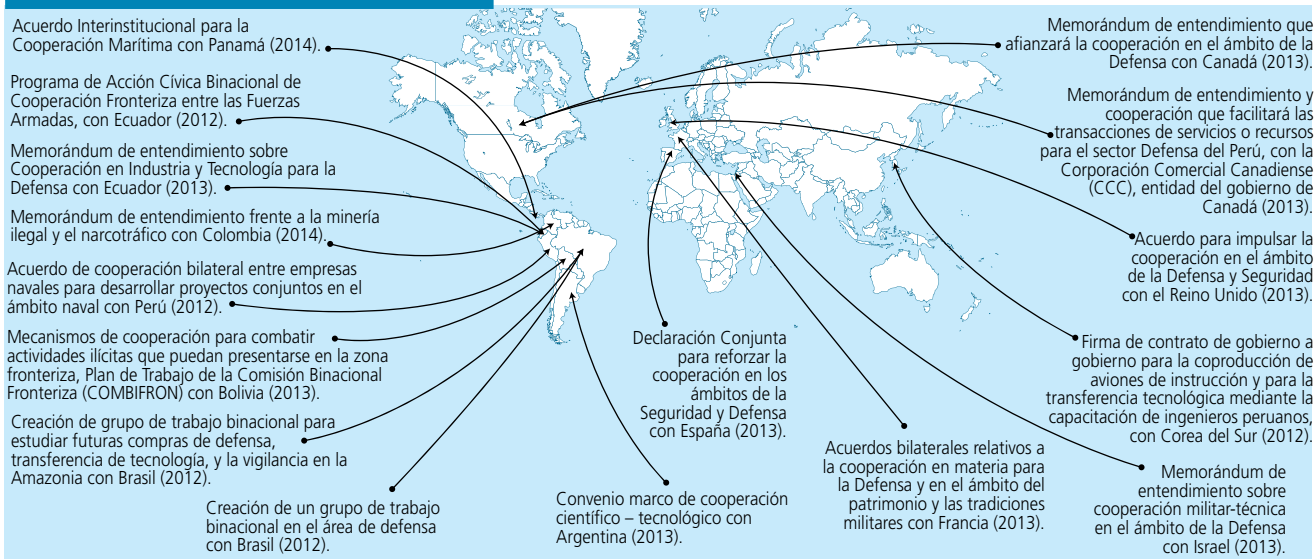 Acuerdo Interinstitucional para la
Cooperación Marítima con Panamá (2014).
Programa de Acción Cívica Binacional de
Cooperación Fronteriza entre las Fuerzas
Armadas, con Ecuador (2012).
Memorándum de entendimiento sobre
Cooperación en Industria y Tecnología para la
Defensa con Ecuador (2013).
Memorándum de entendimiento frente a la minería
ilegal y el narcotráfico con Colombia (2014).
Acuerdo de cooperación bilateral entre empresas
navales para desarrollar proyectos conjuntos en el
ámbito naval con Perú (2012).
Mecanismos de cooperación para combatir
actividades ilícitas que puedan presentarse en la zona
fronteriza, Plan de Trabajo de la Comisión Binacional
Fronteriza (COMBIFRON) con Bolivia (2013).
Creación de grupo de trabajo binacional para
estudiar futuras compras de defensa,
transferencia de tecnología, y la vigilancia en la
Amazonia con Brasil (2012).
Creación de un grupo de trabajo
binacional en el área de defensa
con Brasil (2012).
Convenio marco de cooperación
científico – tecnológico con
Argentina (2013).
Declaración Conjunta
para reforzar la
cooperación en los
ámbitos de la
Seguridad y Defensa
con España (2013).
Acuerdos bilaterales relativos a
la cooperación en materia para
la Defensa y en el ámbito del
patrimonio y las tradiciones
militares con Francia (2013).
Memorándum de entendimiento que
afianzará la cooperación en el ámbito de la
Defensa con Canadá (2013).
Memorándum de entendimiento y
cooperación que facilitará las
transacciones de servicios o recursos
para el sector Defensa del Perú, con la
Corporación Comercial Canadiense
(CCC), entidad del gobierno de
Canadá (2013).
Acuerdo para impulsar la
cooperación en el ámbito
de la Defensa y Seguridad
con el Reino Unido (2013).
Firma de contrato de gobierno a
gobierno para la coproducción de
aviones de instrucción y para la
transferencia tecnológica mediante la
capacitación de ingenieros peruanos,
con Corea del Sur (2012).
Memorándum de
entendimiento sobre
cooperación militar-técnica
en el ámbito de la Defensa
con Israel (2013).